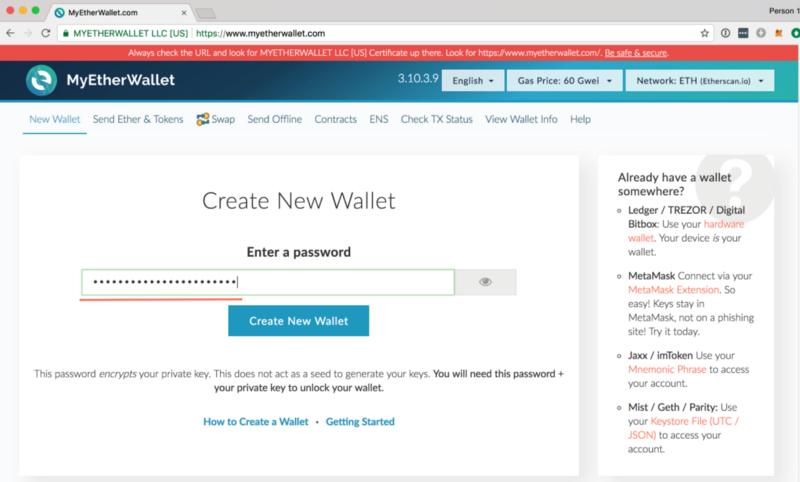 MyEtherWallet.com
Person 1
MYETHERWALLET LLC [US] https://www.myetherwallet.com
Always check the URL and look for MYETHERWALLET LLC [US] Certificate up there. Look for https://www.myetherwallet.com/. Be safe & secure.
MyEtherWallet
3.10.3.9
English
Gas Price: 60 Gwei
Network: ETH (Etherscan.io)
New Wallet
Send Ether & Tokens
Swap
Send Offline
Contracts
ENS
Check TX Status
View Wallet Info
Help
Create New Wallet
Enter a password
Create New Wallet
This password encrypts your private key. This does not act as a seed to generate your keys. You will need this password +
your private key to unlock your wallet.
How to Create a Wallet • Getting Started
?
Already have a wallet
somewhere?
Ledger / TREZOR / Digital
Bitbox: Use your hardware
wallet. Your device is your
wallet.
MetaMask Connect via your
MetaMask Extension. So
easy! Keys stay in
MetaMask, not on a phishing
site! Try it today.
Jaxx / imToken Use your
Mnemonic Phrase to access
your account.
Mist / Geth / Parity: Use
your Keystore File (UTC /
JSON) to access your
account.